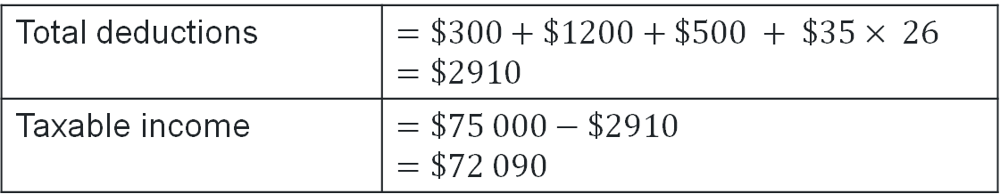 Total deductions = $300 + $1200 + $500 + $35 × 26
= $2910
Taxable income = $75 000 – $2910
= $72 090